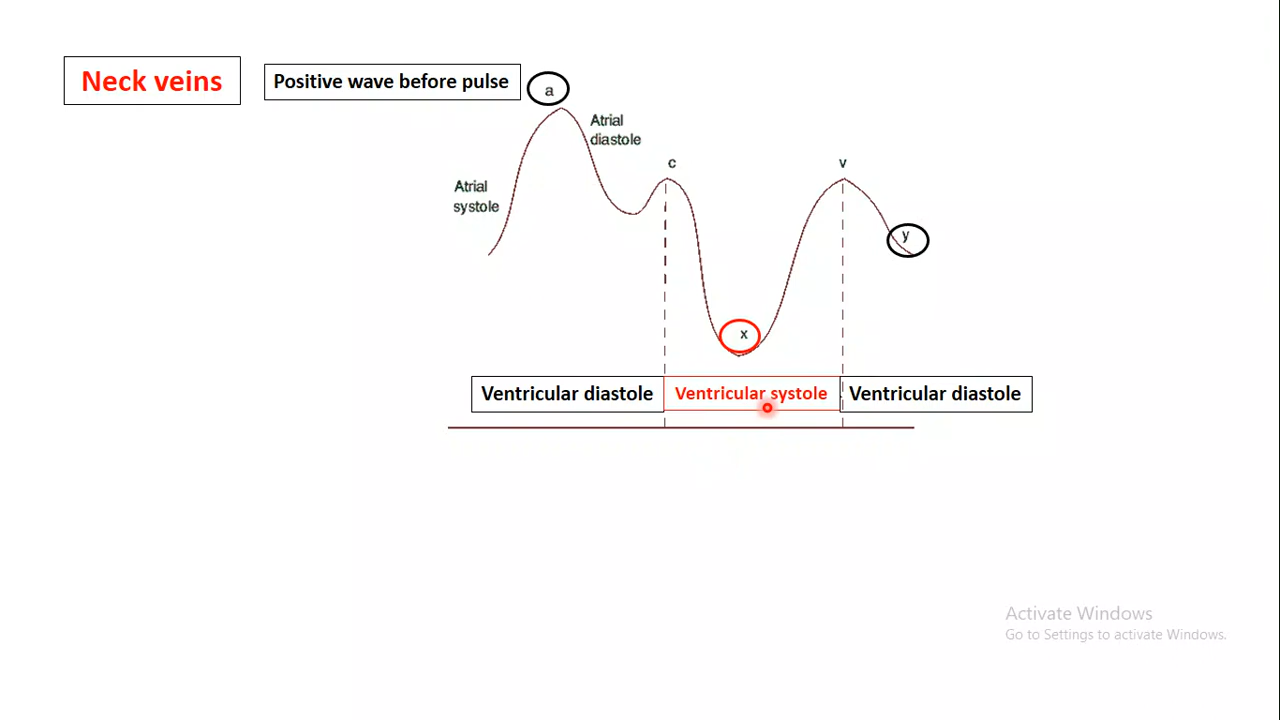 Neck veins
Positive wave before pulse
a
Atrial
diastole
c
v
Atrial
systole
y
x
Ventricular diastole
Ventricular systole
Ventricular diastole
Activate Windows
Go to Settings to activate Windows.